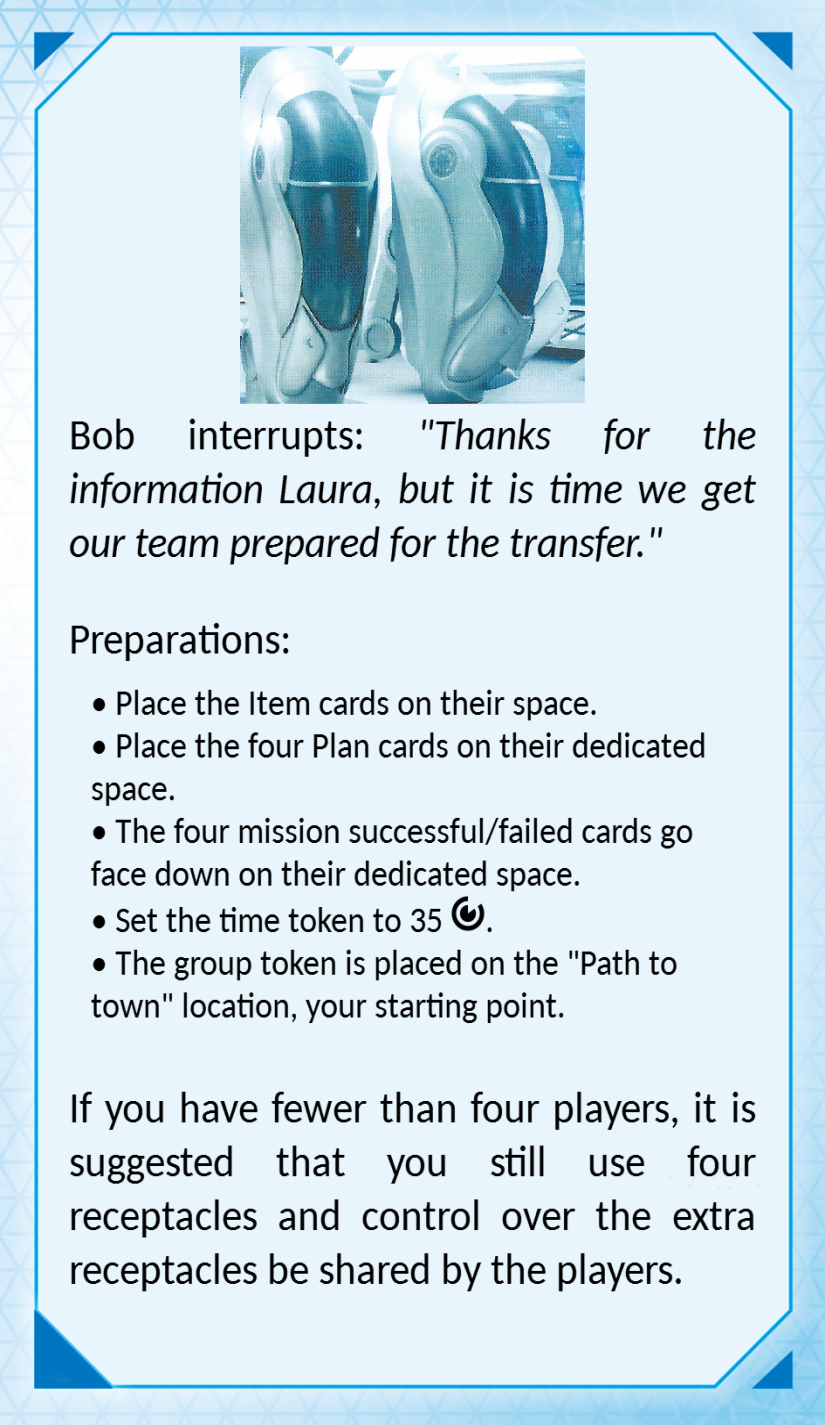 Bob interrupts: "Thanks for the
information Laura, but it is time we get
our team prepared for the transfer."
Preparations:
• Place the Item cards on their space.
• Place the four Plan cards on their dedicated
space.
• The four mission successful/failed cards go
face down on their dedicated space.
• Set the time token to 35 .
• The group token is placed on the "Path to
town" location, your starting point.
If you have fewer than four players, it is
suggested that you still use four
receptacles and control over the extra
receptacles be shared by the players.